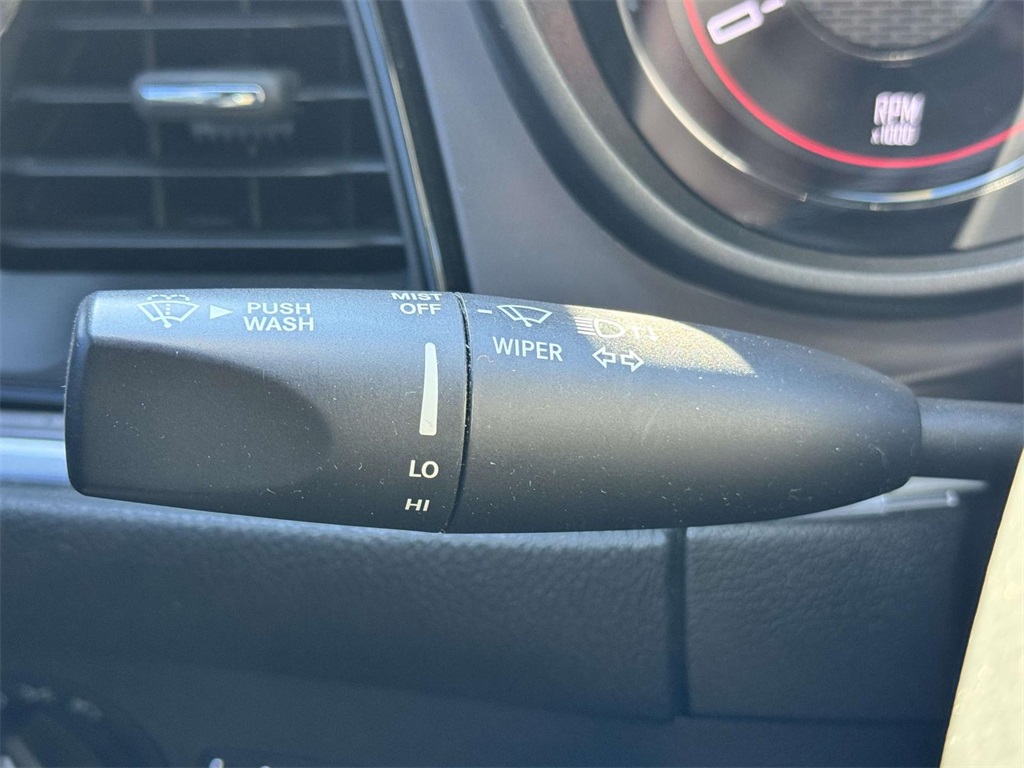 RPM
x1000
PUSH
WASH
MIST
OFF
WIPER
LO
HI